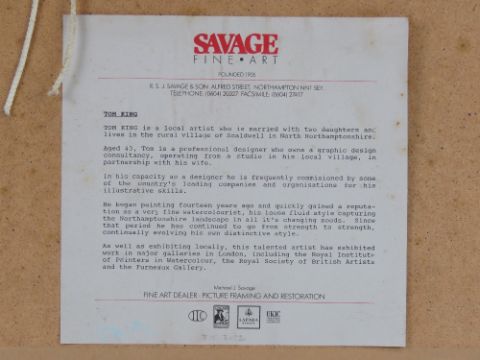 SAVAGE
FINE • ART
FOUNDED 1905
R. S. J. SAVAGE & SON ALFRED STREET, NORTHAMPTON NN1 5EY.
TELEPHONE: (0604) 20327 FACSIMILE: (0604) 27417
TOM KING
TOM KING is a local artist who is married with two daughters and
lives in the rural village of Snaldwell in North Northamptonshire.
Aged 43, Tom is a professional designer who owns a graphic design
consultancy, operating from a studio in his local village, in
partnership with his wife.
In his capacity as a designer he is frequently commisioned by some
of the country's leading companies and organisations for his
illustrative skills.
He began painting fourteen years ago and quickly gained a reputa-
tion as a very fine watercolourist, his loose fluid style capturing
the Northamptonshire landscape in all it's changing moods. Since
that period he has continued to go from strength to strength,
continually evolving his own distinctive style.
As well as exhibiting locally, this talented artist has exhibited
work in major galleries in London, including the Royal Institute
of Painters in Watercolour, the Royal Society of British Artists
and the Furneaux Gallery.
Michael J. Savage
FINE ART DEALER · PICTURE FRAMING AND RESTORATION
UKIC